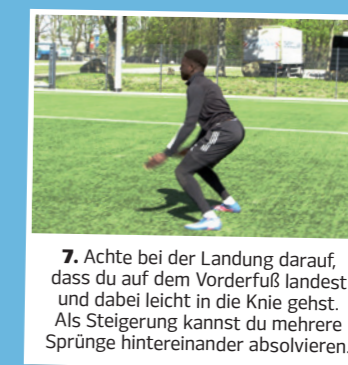 7. Achte bei der Landung darauf,
dass du auf dem Vorderfuß landest
und dabei leicht in die Knie gehst.
Als Steigerung kannst du mehrere
Sprünge hintereinander absolvieren.